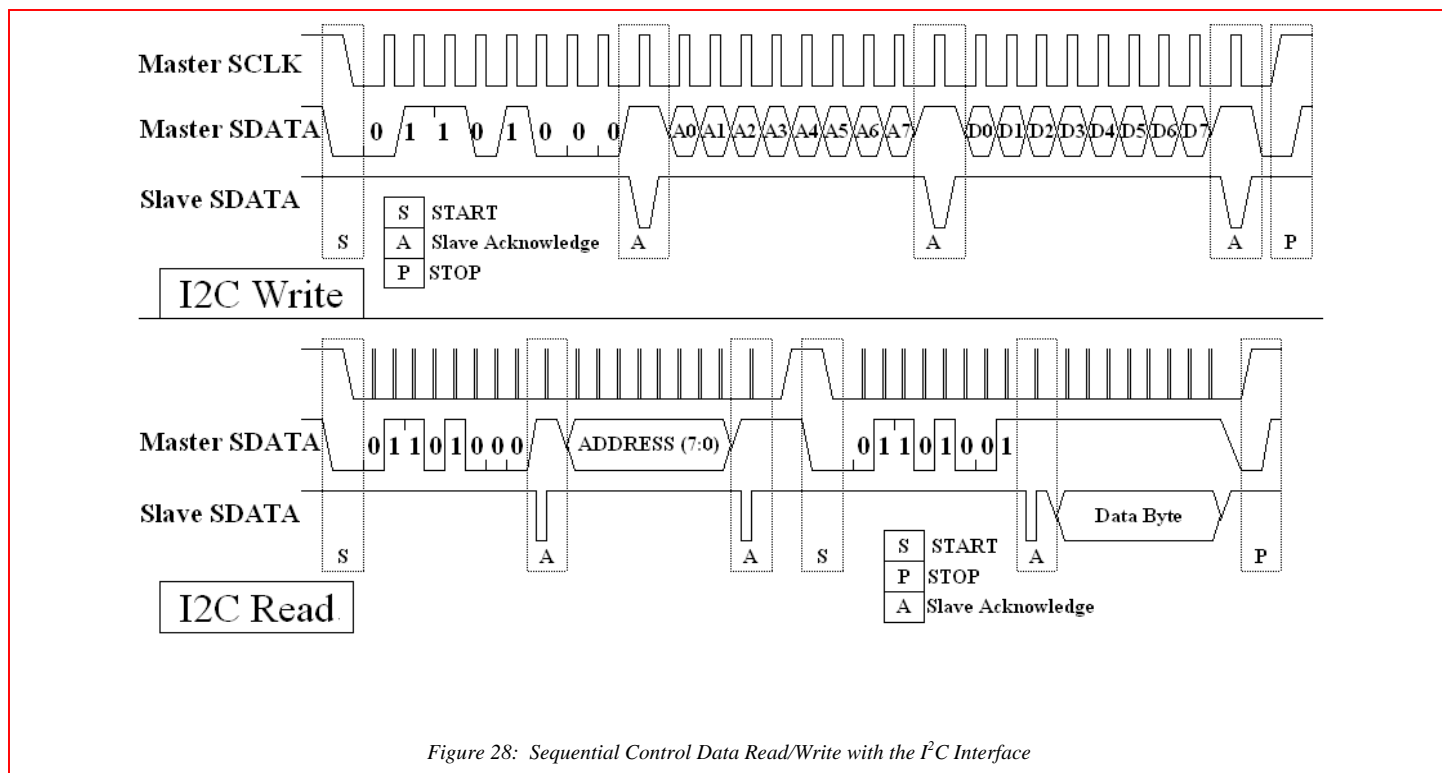 Master SCLK
Master SDATA 0 1 1 0 1 0 0 0 A0 A1 A2 A3 A4 A5 A6 A7 D0 D1 D2 D3 D4 D5 D6 D7
Slave SDATA
S START
A Slave Acknowledge
P STOP
S A A A P
I2C Write
Master SDATA 0 1 1 0 1 0 0 0 ADDRESS (7:0) 0 1 1 0 1 0 0 1
Slave SDATA Data Byte
S START
P STOP
A Slave Acknowledge
S A A S A P
I2C Read.
Figure 28: Sequential Control Data Read/Write with the I²C Interface